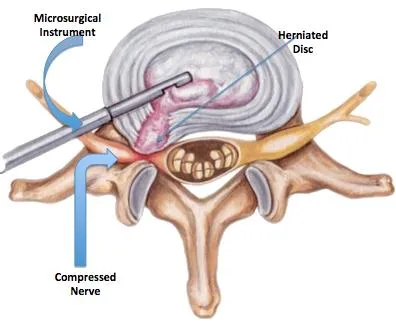 Microsurgical
Instrument
Herniated
Disc
Compressed
Nerve